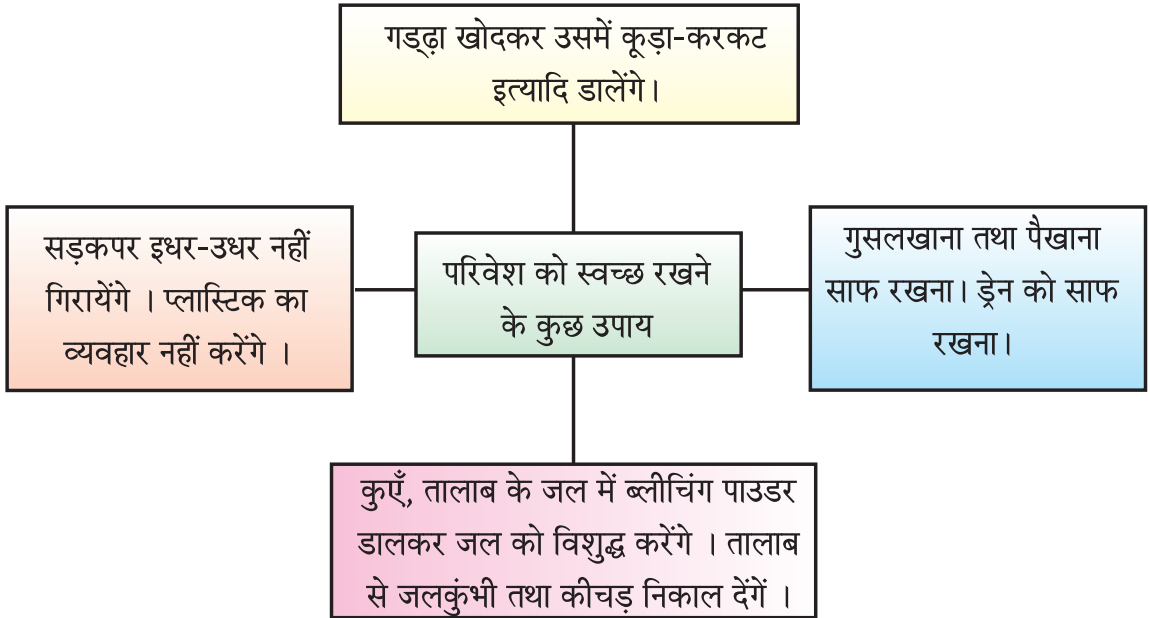 गड्ढ़ा खोदकर उसमें कूड़ा-करकट
इत्यादि डालेंगे।
सड़कपर इधर-उधर नहीं
गिरायेंगे । प्लास्टिक का
व्यवहार नहीं करेंगे ।
परिवेश को स्वच्छ रखने
के कुछ उपाय
गुसलखाना तथा पैखाना
साफ रखना। ड्रेन को साफ
रखना।
कुएँ, तालाब के जल में ब्लीचिंग पाउडर
डालकर जल को विशुद्ध करेंगे । तालाब
से जलकुंभी तथा कीचड़ निकाल देंगें ।